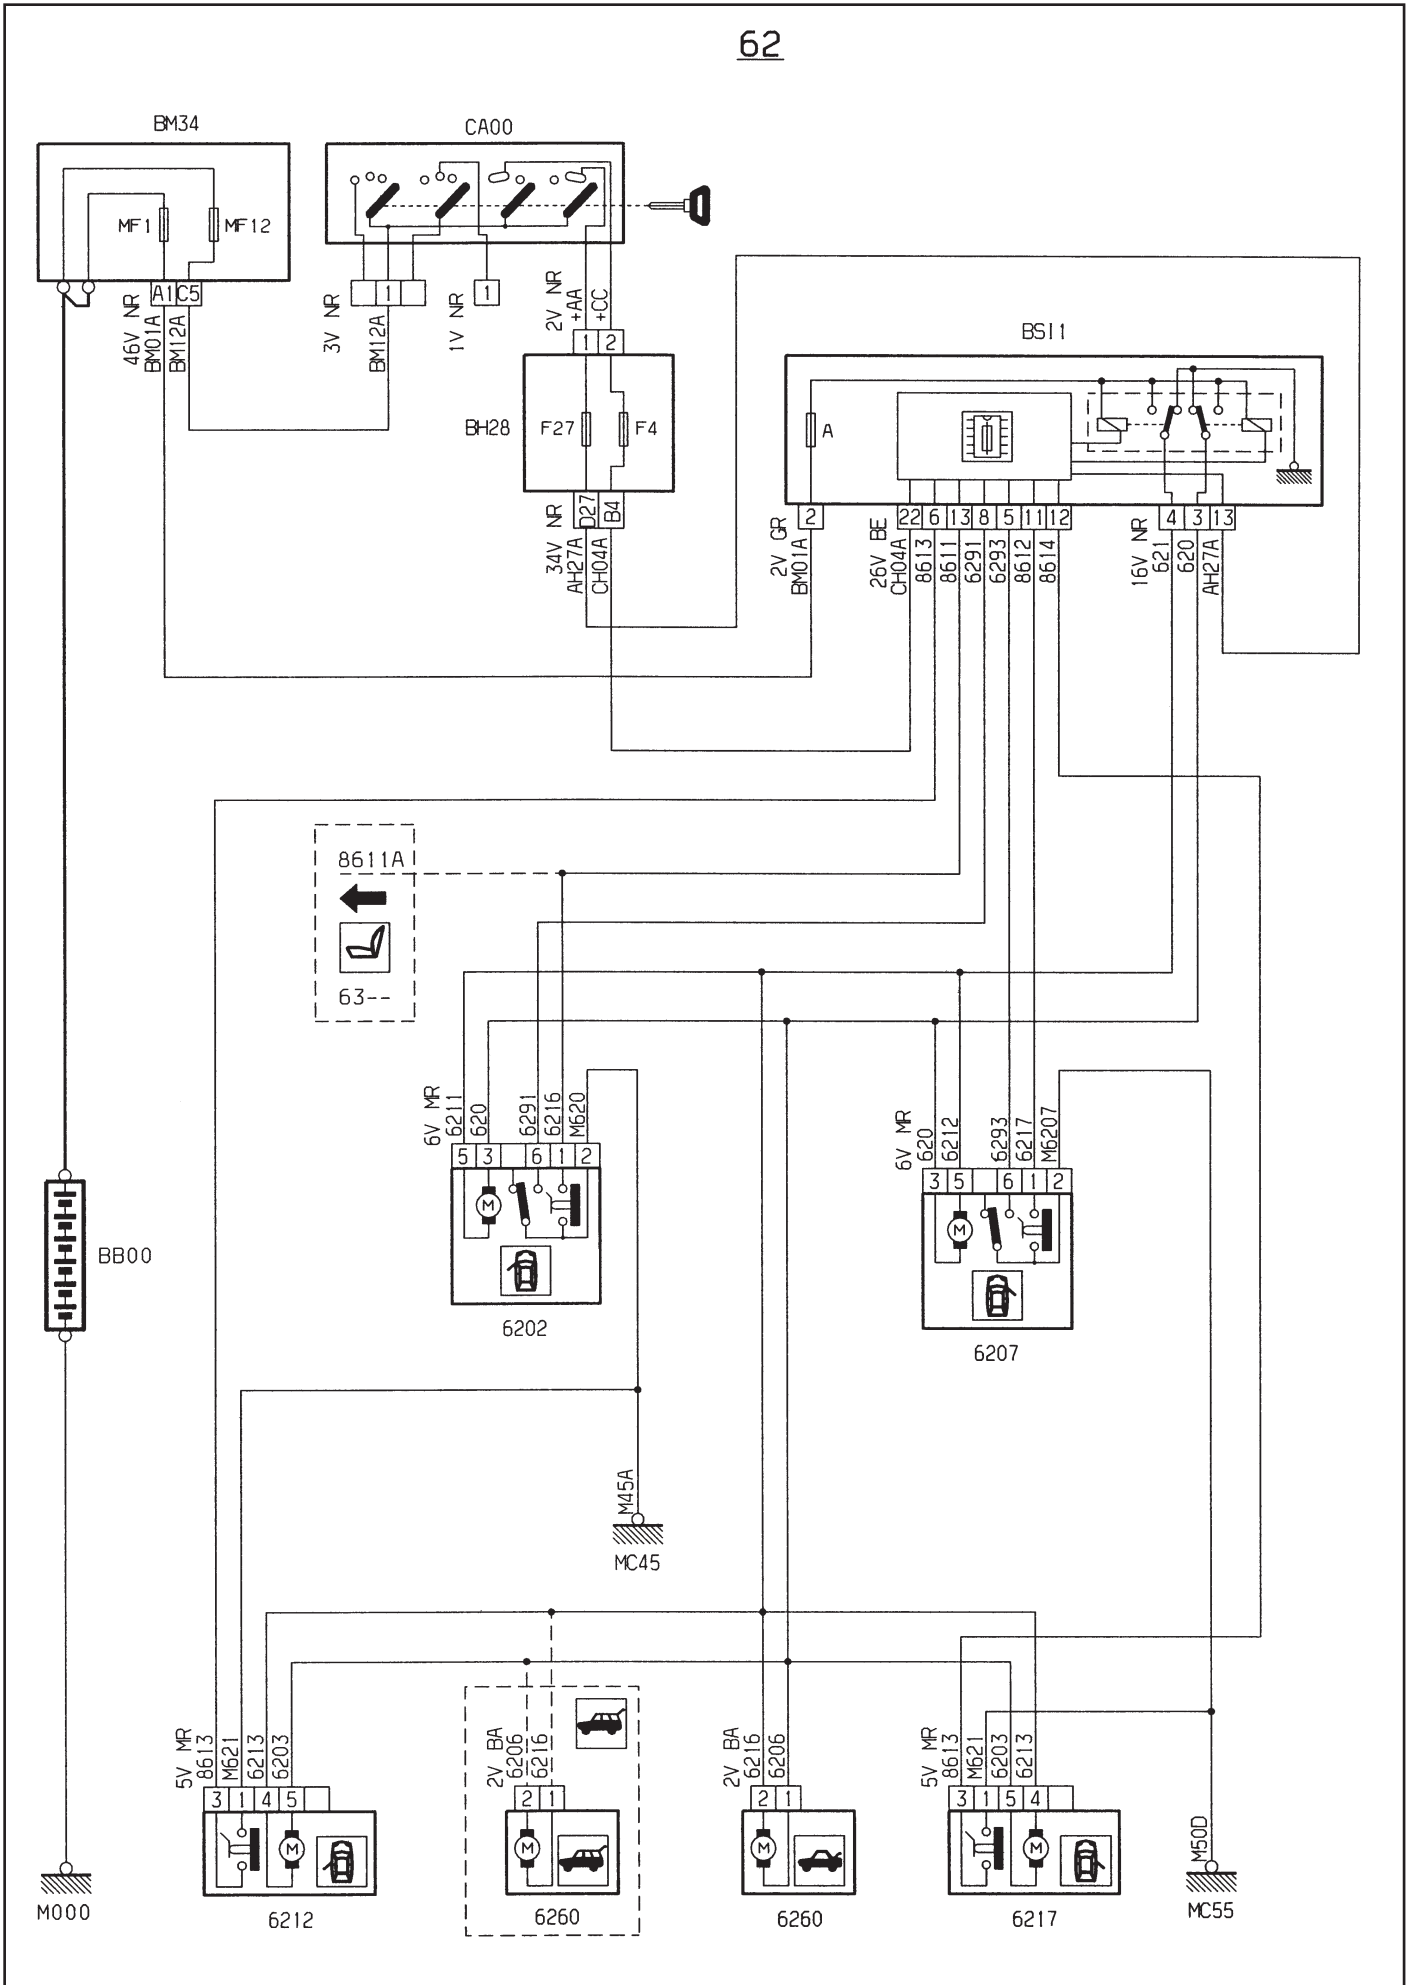 62
BM34
CA00
MF1
MF12
A1
C5
46V NR
BM01A
BM12A
1
3V NR
BM12A
1
1V NR
2V NR
+AA
+CC
1
2
BH28
F27
F4
D27
B4
34V NR
AH27A
CH04A
BSI1
A
2
22
6
13
8
5
11
12
4
3
13
2V GR
BM01A
26V BE
CH04A
8613
8611
6291
6293
8612
8614
16V NR
621
620
AH27A
8611A
63--
6V MR
6211
620
6291
6216
M620
5
3
6
1
2
M
6202
6V MR
620
6212
6293
6217
M6207
3
5
6
1
2
M
6207
BB00
M45A
MC45
5V MR
8613
M621
6213
6203
3
1
4
5
M
6212
2V BA
6206
6216
2
1
M
6260
2V BA
6216
6206
2
1
M
6260
5V MR
8613
M621
6203
6213
3
1
5
4
M
6217
M50D
MC55
M000